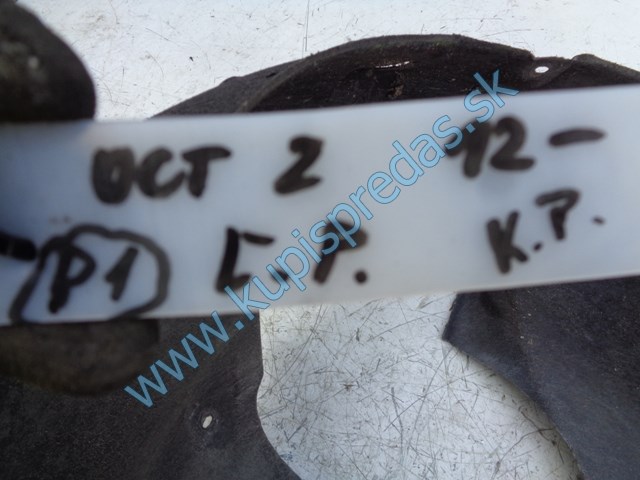 OCT 2 12-
P1 L.P. K.P.
www.kupispredas.sk